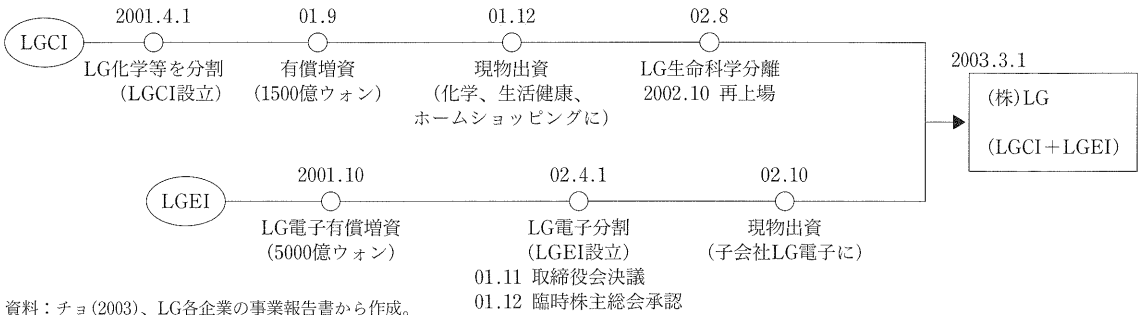 2001.4.1
LGCI
LG化学等を分割
(LGCI設立)
01.9
有償増資
(1500億ウォン)
01.12
現物出資
(化学、生活健康、
ホームショッピングに)
02.8
LG生命科学分離
2002.10 再上場
2003.3.1
(株)LG
(LGCI+LGEI)
LGEI
2001.10
LG電子有償増資
(5000億ウォン)
02.4.1
LG電子分割
(LGEI設立)
01.11 取締役会決議
01.12 臨時株主総会承認
02.10
現物出資
(子会社LG電子に)
資料：チョ(2003)、LG各企業の事業報告書から作成。